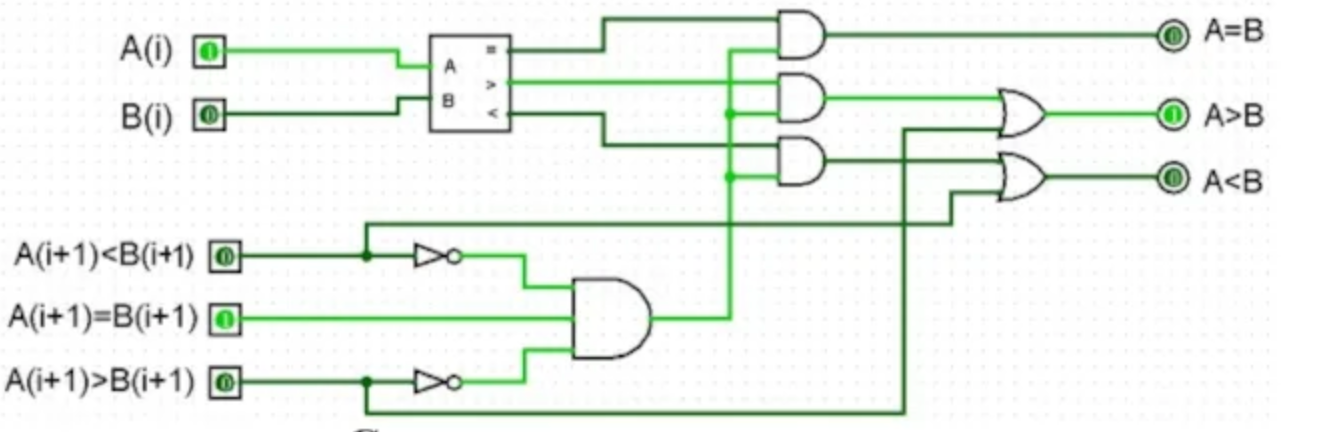 A(i)
B(i)
A
B
=
>
<
A=B
A>B
A<B
A(i+1)<B(i+1)
A(i+1)=B(i+1)
A(i+1)>B(i+1)